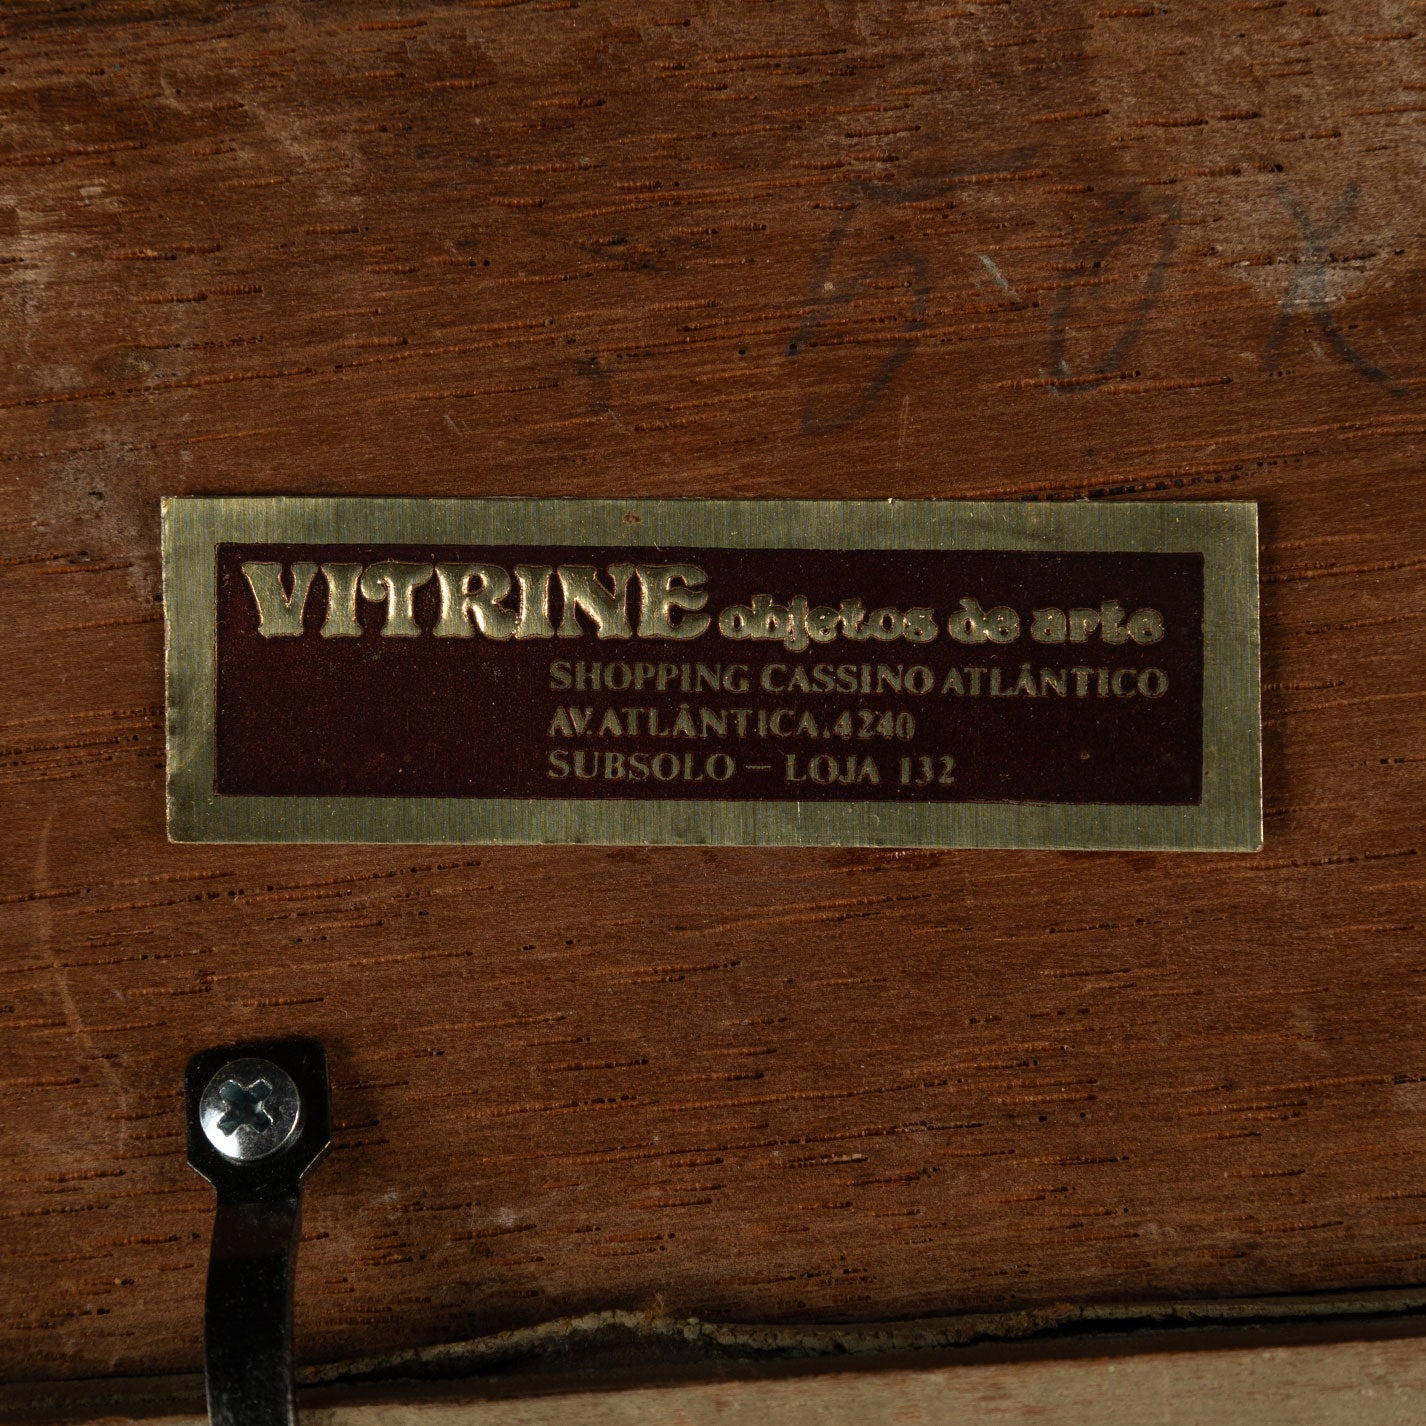 VITRINE objetos de arte
SHOPPING CASSINO ATLÂNTICO
AV. ATLÂNTICA, 4240
SUBSOLO — LOJA 132